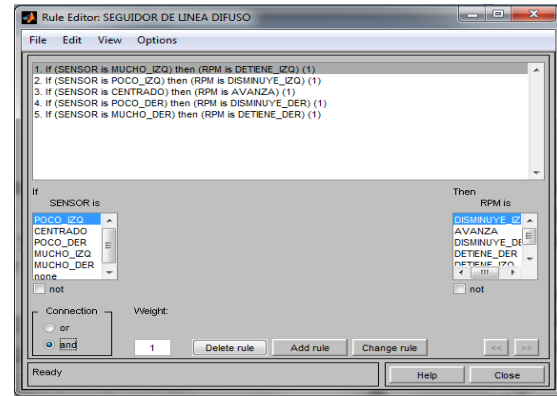 Rule Editor: SEGUIDOR DE LINEA DIFUSO
File Edit View Options
1. If (SENSOR is MUCHO_IZQ) then (RPM is DETIENE_IZQ) (1)
2. If (SENSOR is POCO_IZQ) then (RPM is DISMINUYE_IZQ) (1)
3. If (SENSOR is CENTRADO) then (RPM is AVANZA) (1)
4. If (SENSOR is POCO_DER) then (RPM is DISMINUYE_DER) (1)
5. If (SENSOR is MUCHO_DER) then (RPM is DETIENE_DER) (1)
If
SENSOR is
POCO_IZQ
CENTRADO
POCO_DER
MUCHO_IZQ
MUCHO_DER
none
not
Then
RPM is
DISMINUYE_IZ
AVANZA
DISMINUYE_DE
DETIENE_DER
DETIENE_IZQ
not
Connection
or
and
Weight:
1
Delete rule
Add rule
Change rule
<< >>
Ready
Help
Close